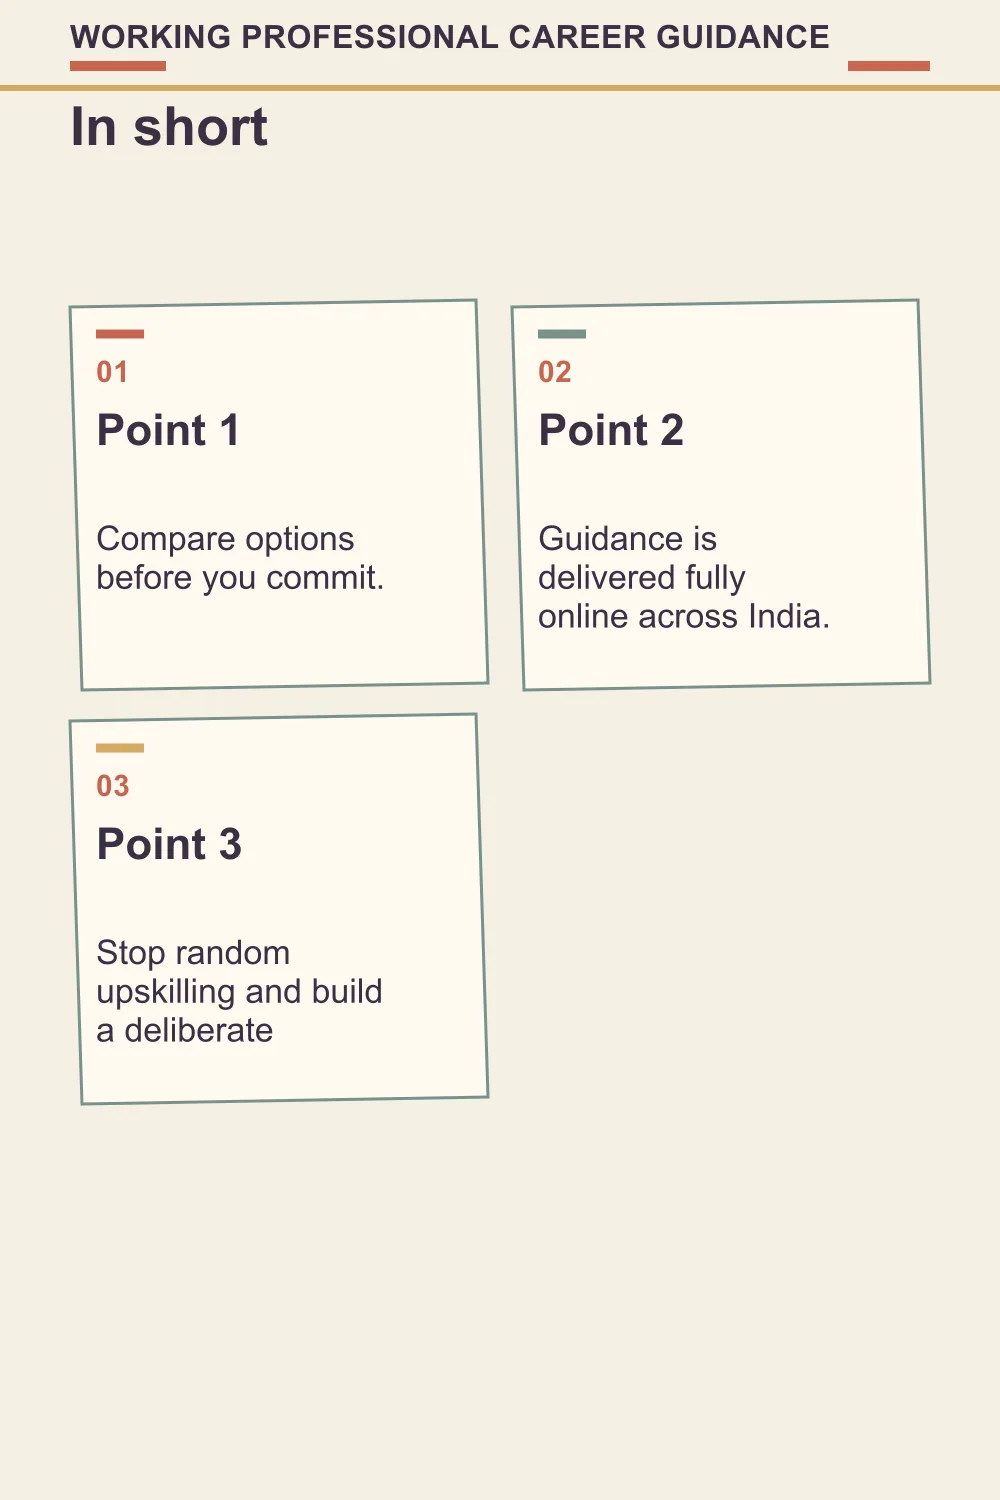 WORKING PROFESSIONAL CAREER GUIDANCE
In short
01
Point 1
Compare options
before you commit.
02
Point 2
Guidance is
delivered fully
online across India.
03
Point 3
Stop random
upskilling and build
a deliberate